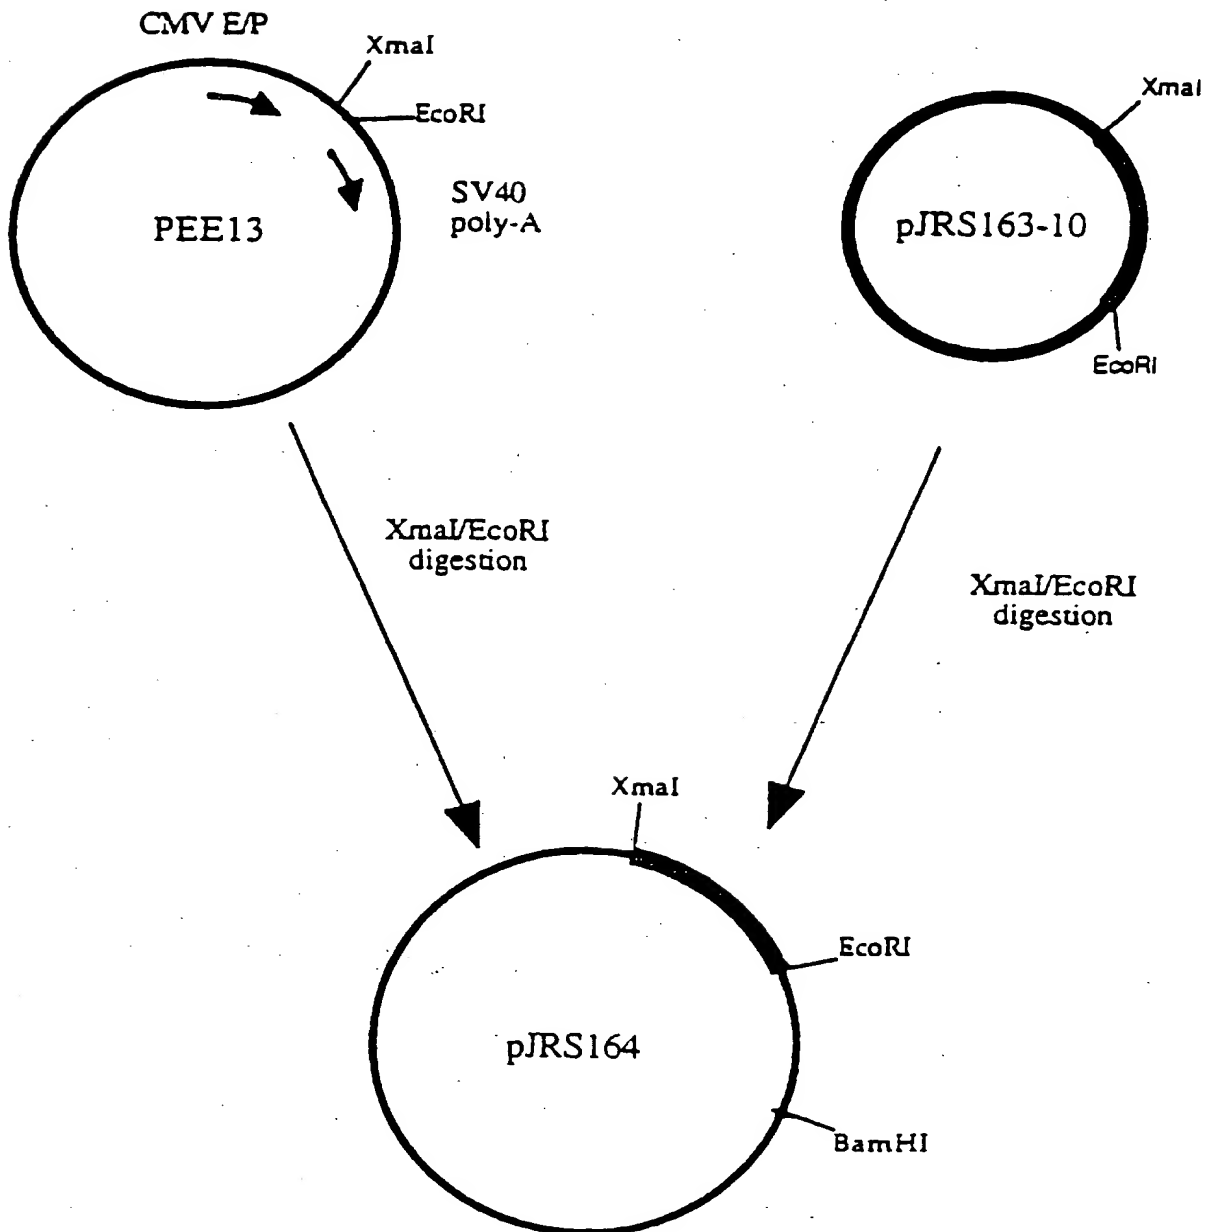 CMV E/P
XmaI
EcoRI
PEE13
SV40
poly-A
XmaI
pJRS163-10
EcoRI
XmaI/EcoRI
digestion
XmaI/EcoRI
digestion
XmaI
EcoRI
pJRS164
BamHI